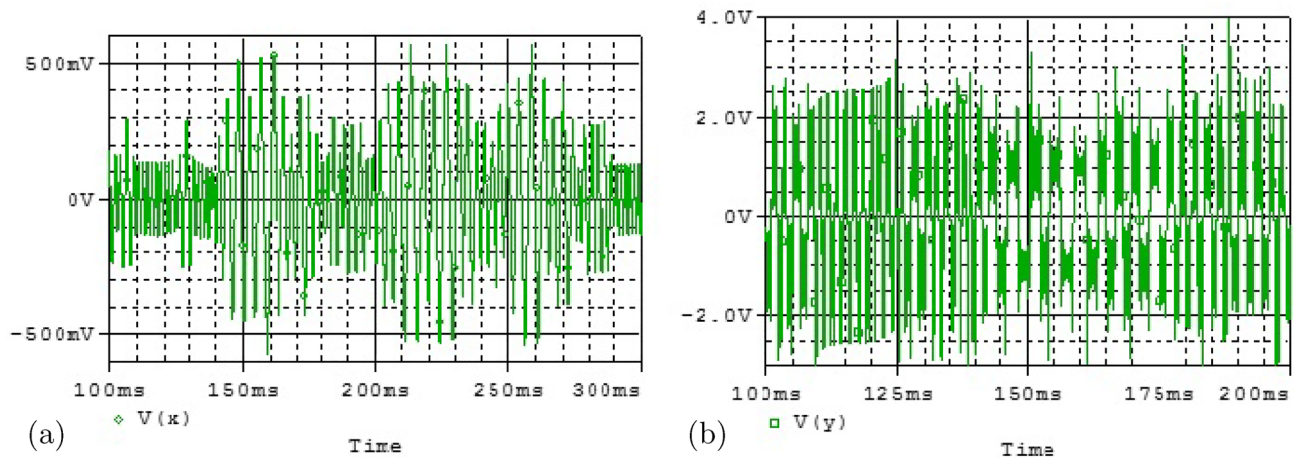 500mV
0V
-500mV
100ms 150ms 200ms 250ms 300ms
V(x)
Time
(a)
4.0V
2.0V
0V
-2.0V
100ms 125ms 150ms 175ms 200ms
V(y)
Time
(b)